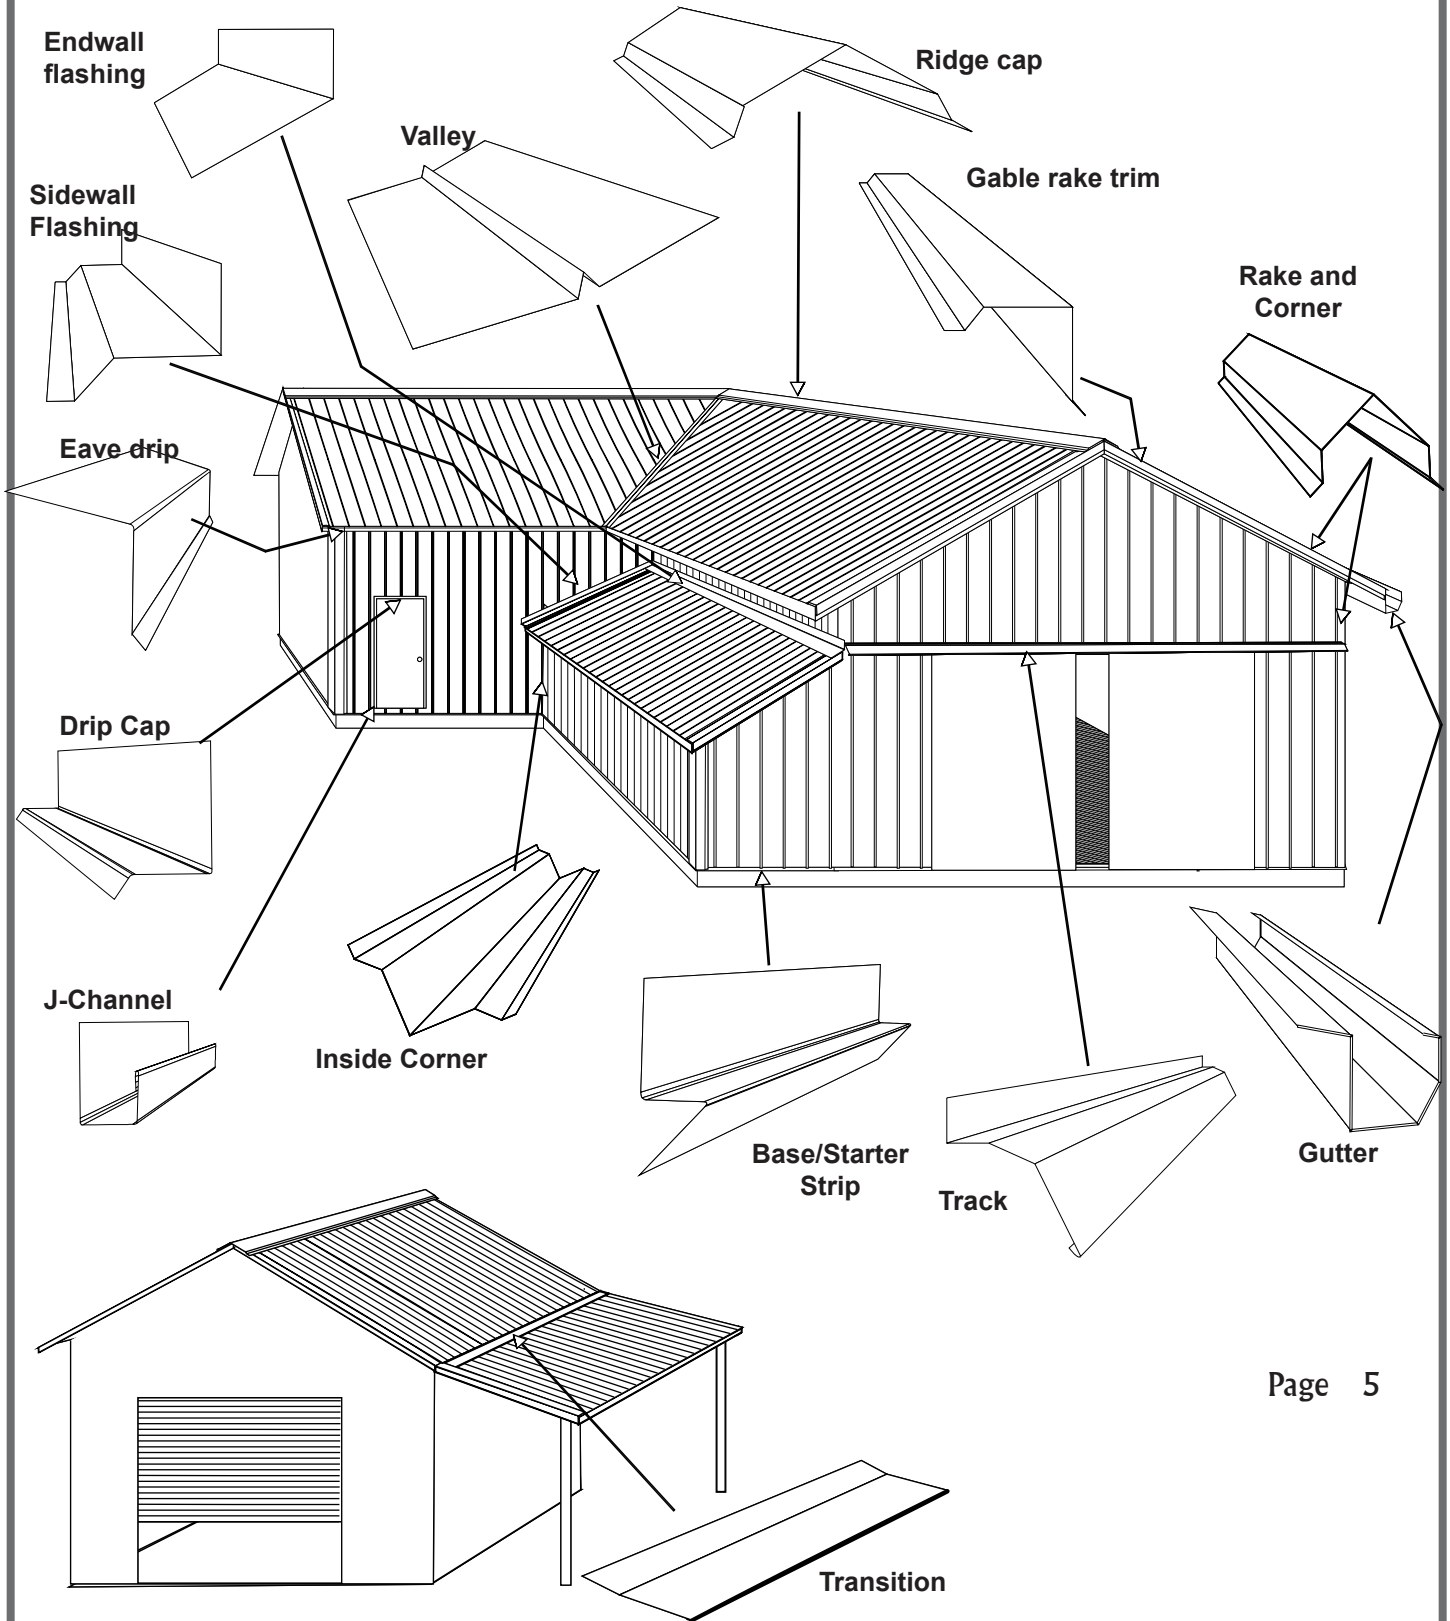 Endwall
flashing
Ridge cap
Valley
Gable rake trim
Sidewall
Flashing
Rake and
Corner
Eave drip
Drip Cap
J-Channel
Inside Corner
Base/Starter
Strip
Gutter
Track
Page 5
Transition